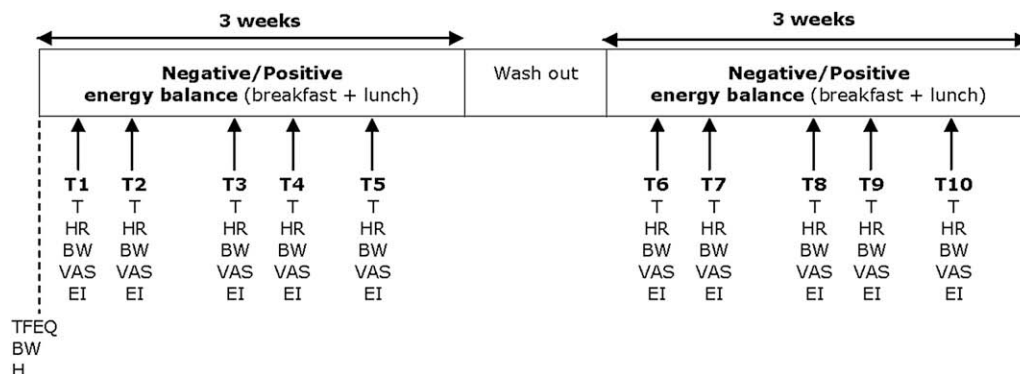 3 weeks
3 weeks
Negative/Positive
energy balance (breakfast + lunch)
Wash out
Negative/Positive
energy balance (breakfast + lunch)
T1 T2 T3 T4 T5 T6 T7 T8 T9 T10
T T T T T T T T T T
HR HR HR HR HR HR HR HR HR HR
BW BW BW BW BW BW BW BW BW BW
VAS VAS VAS VAS VAS VAS VAS VAS VAS VAS
EI EI EI EI EI EI EI EI EI EI
TFEQ
BW
H